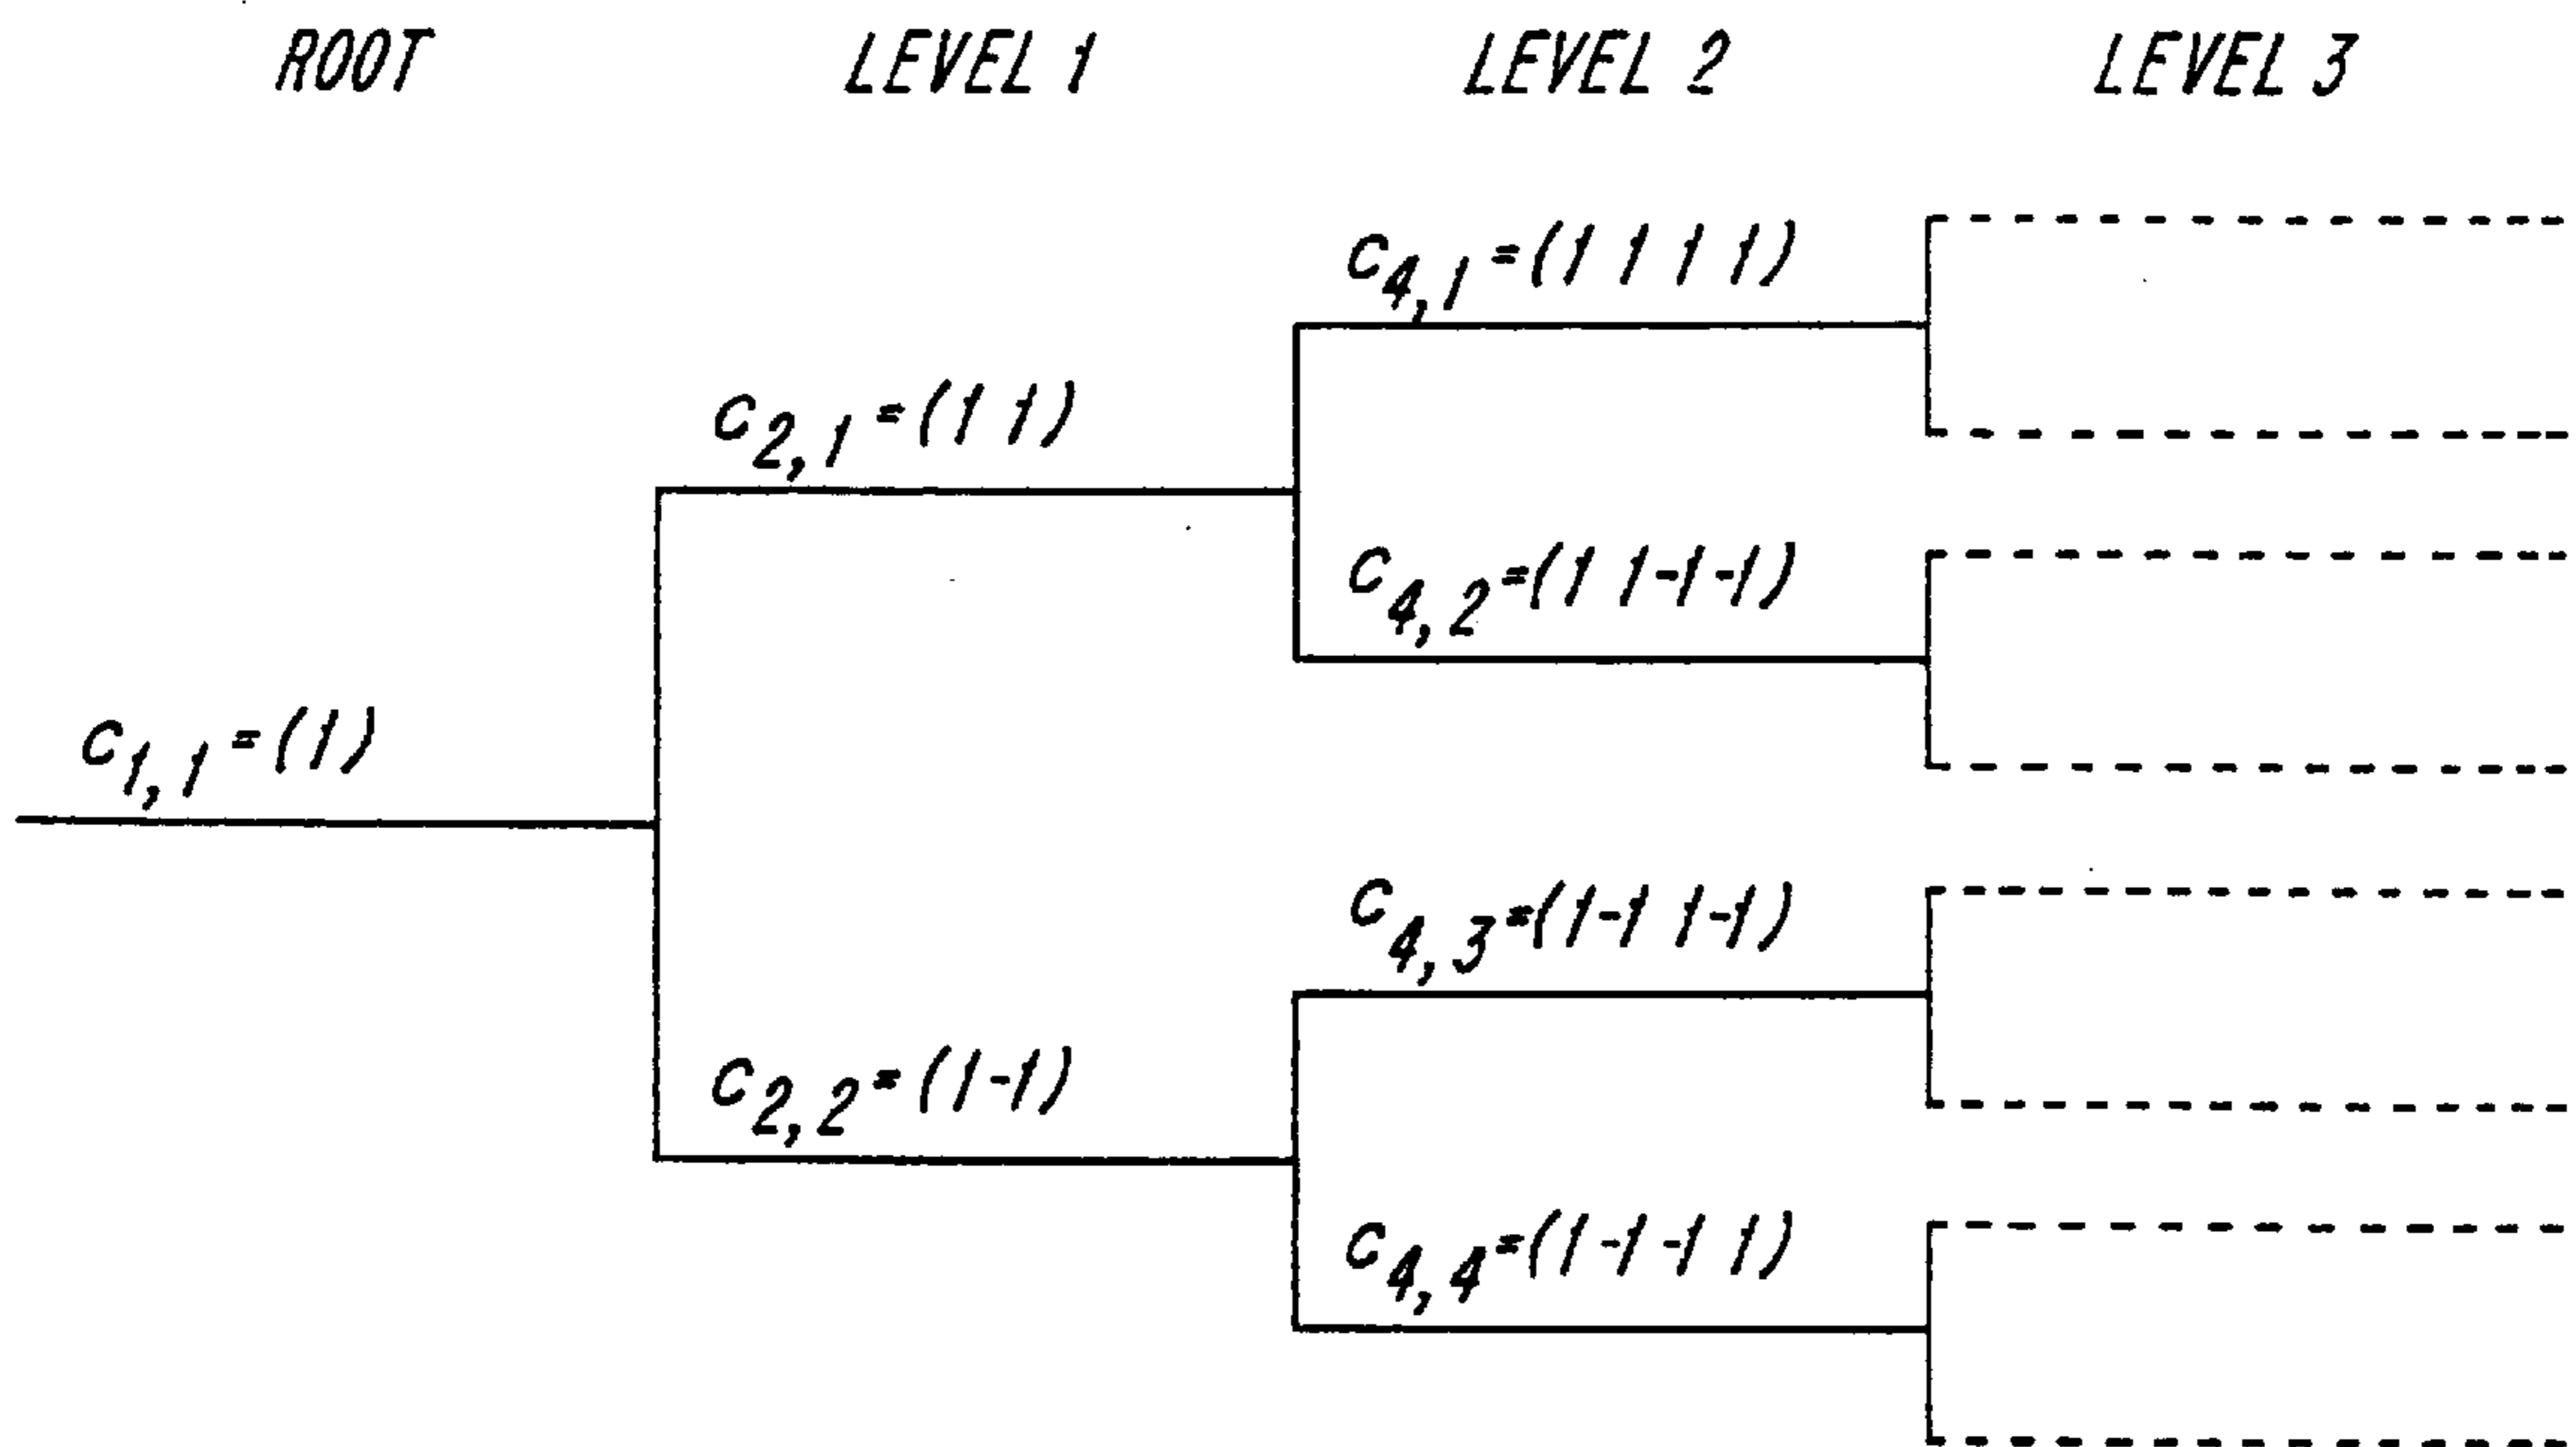 ROOT LEVEL 1 LEVEL 2 LEVEL 3
c4,1=(1 1 1 1)
c2,1=(1 1)
c4,2=(1 1-1-1)
c1,1=(1)
c4,3=(1-1 1-1)
c2,2=(1-1)
c4,4=(1-1-1 1)